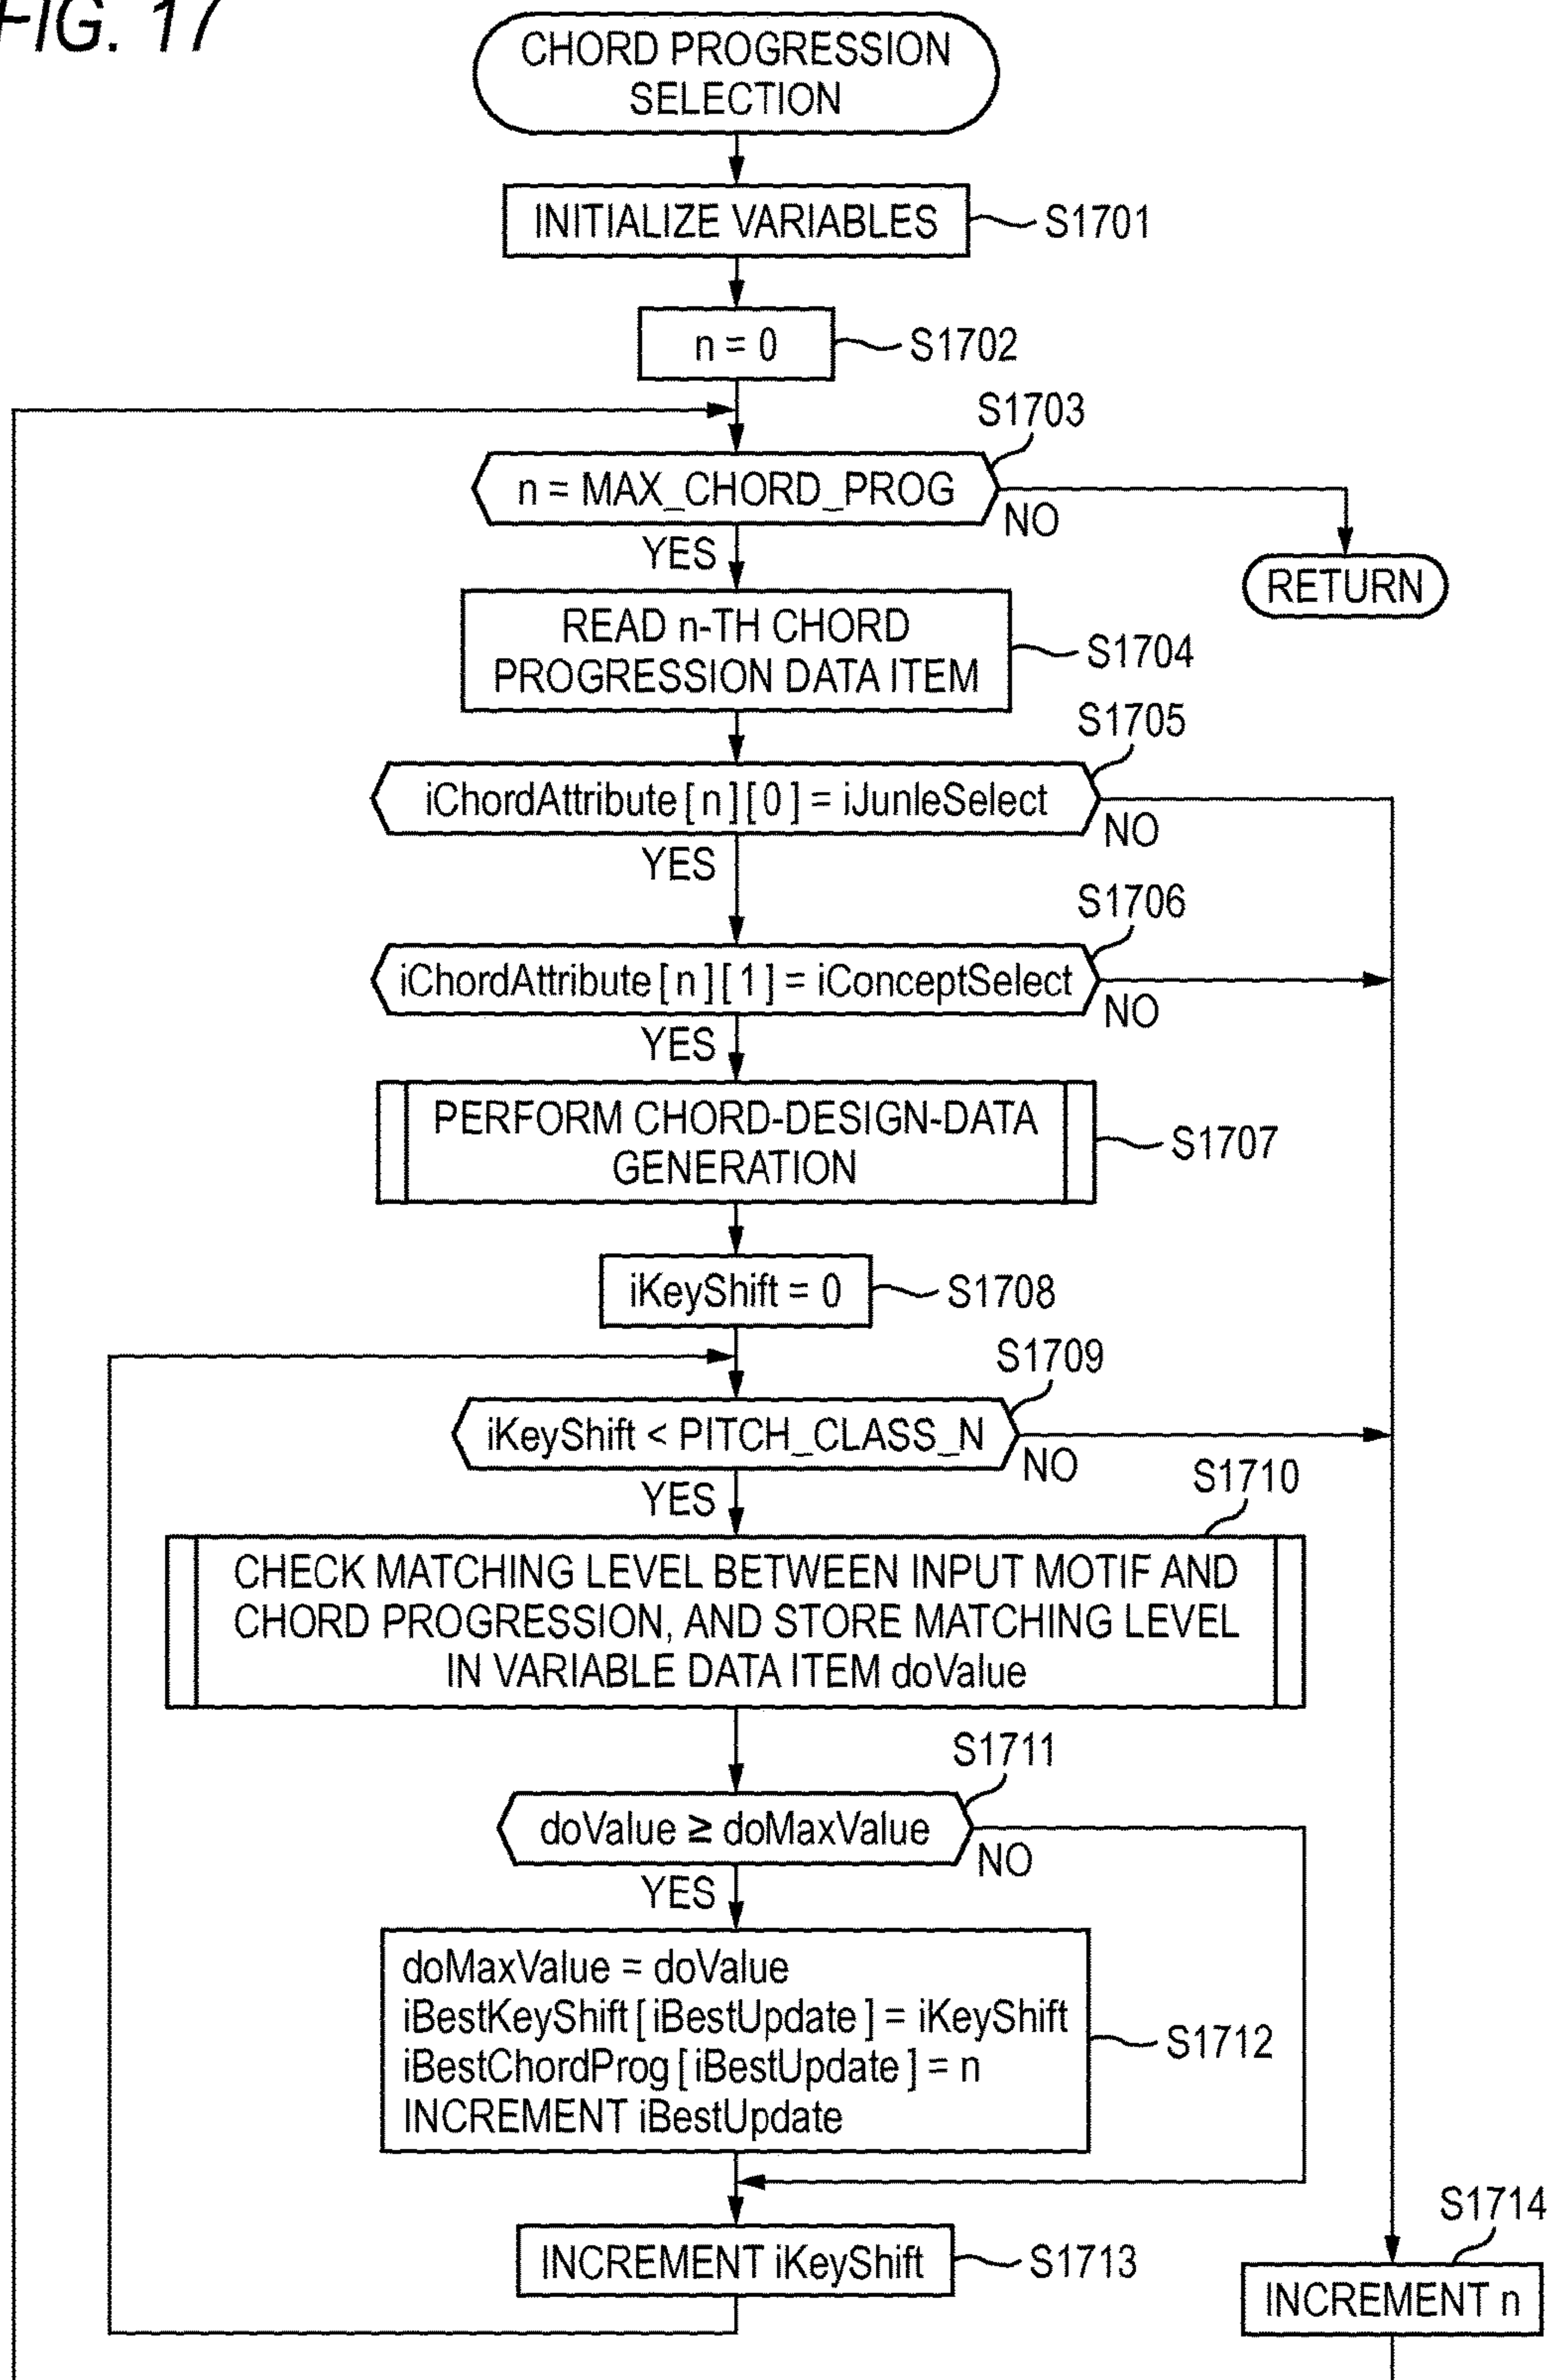 FIG. 17
CHORD PROGRESSION
SELECTION
INITIALIZE VARIABLES
S1701
n = 0
S1702
S1703
n = MAX_CHORD_PROG
NO
YES
RETURN
READ n-TH CHORD
PROGRESSION DATA ITEM
S1704
S1705
iChordAttribute[n][0] = iJunleSelect
NO
YES
S1706
iChordAttribute[n][1] = iConceptSelect
NO
YES
PERFORM CHORD-DESIGN-DATA
GENERATION
S1707
iKeyShift = 0
S1708
S1709
iKeyShift < PITCH_CLASS_N
NO
YES
S1710
CHECK MATCHING LEVEL BETWEEN INPUT MOTIF AND
CHORD PROGRESSION, AND STORE MATCHING LEVEL
IN VARIABLE DATA ITEM doValue
S1711
doValue ≥ doMaxValue
NO
YES
doMaxValue = doValue
iBestKeyShift[iBestUpdate] = iKeyShift
iBestChordProg[iBestUpdate] = n
INCREMENT iBestUpdate
S1712
INCREMENT iKeyShift
S1713
S1714
INCREMENT n